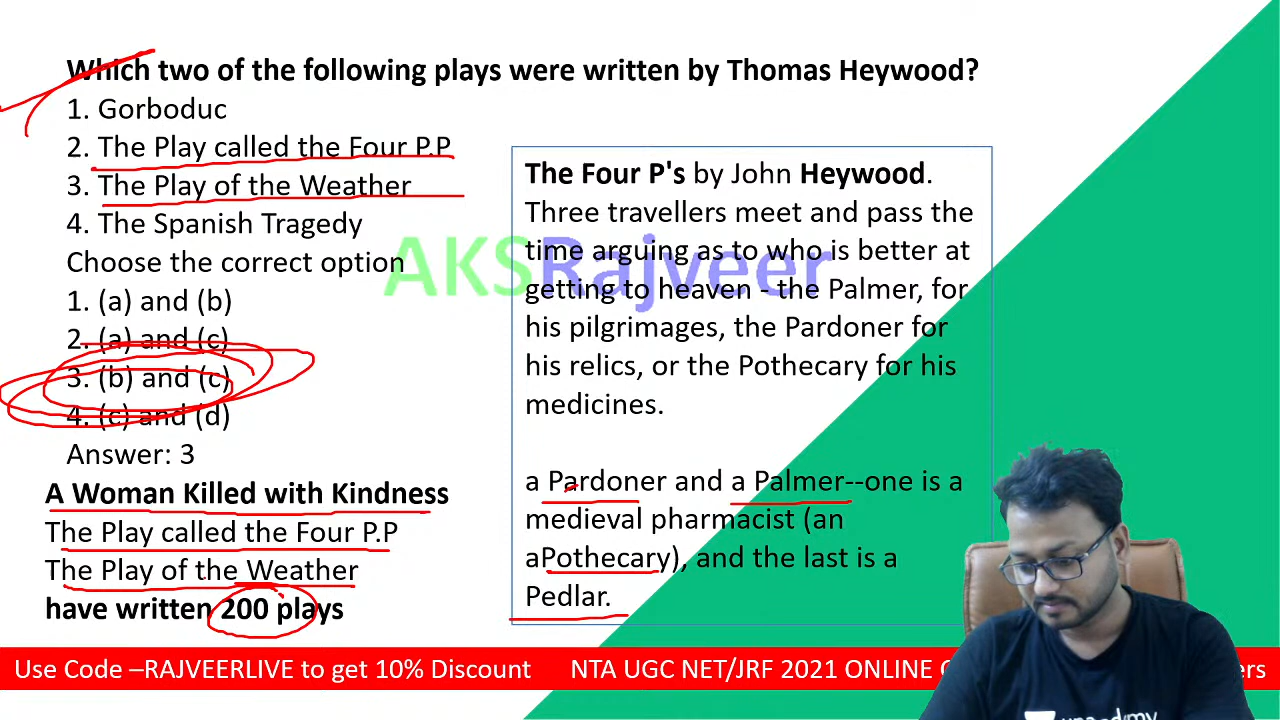 Which two of the following plays were written by Thomas Heywood?
1. Gorboduc
2. The Play called the Four P.P
3. The Play of the Weather
4. The Spanish Tragedy
Choose the correct option
1. (a) and (b)
2. (a) and (c)
3. (b) and (c)
4. (c) and (d)
Answer: 3
A Woman Killed with Kindness
The Play called the Four P.P
The Play of the Weather
have written 200 plays
The Four P's by John Heywood.
Three travellers meet and pass the
time arguing as to who is better at
getting to heaven - the Palmer, for
his pilgrimages, the Pardoner for
his relics, or the Pothecary for his
medicines.
a Pardoner and a Palmer--one is a
medieval pharmacist (an
aPothecary), and the last is a
Pedlar.
AKSRajveer
Use Code –RAJVEERLIVE to get 10% Discount NTA UGC NET/JRF 2021 ONLINE